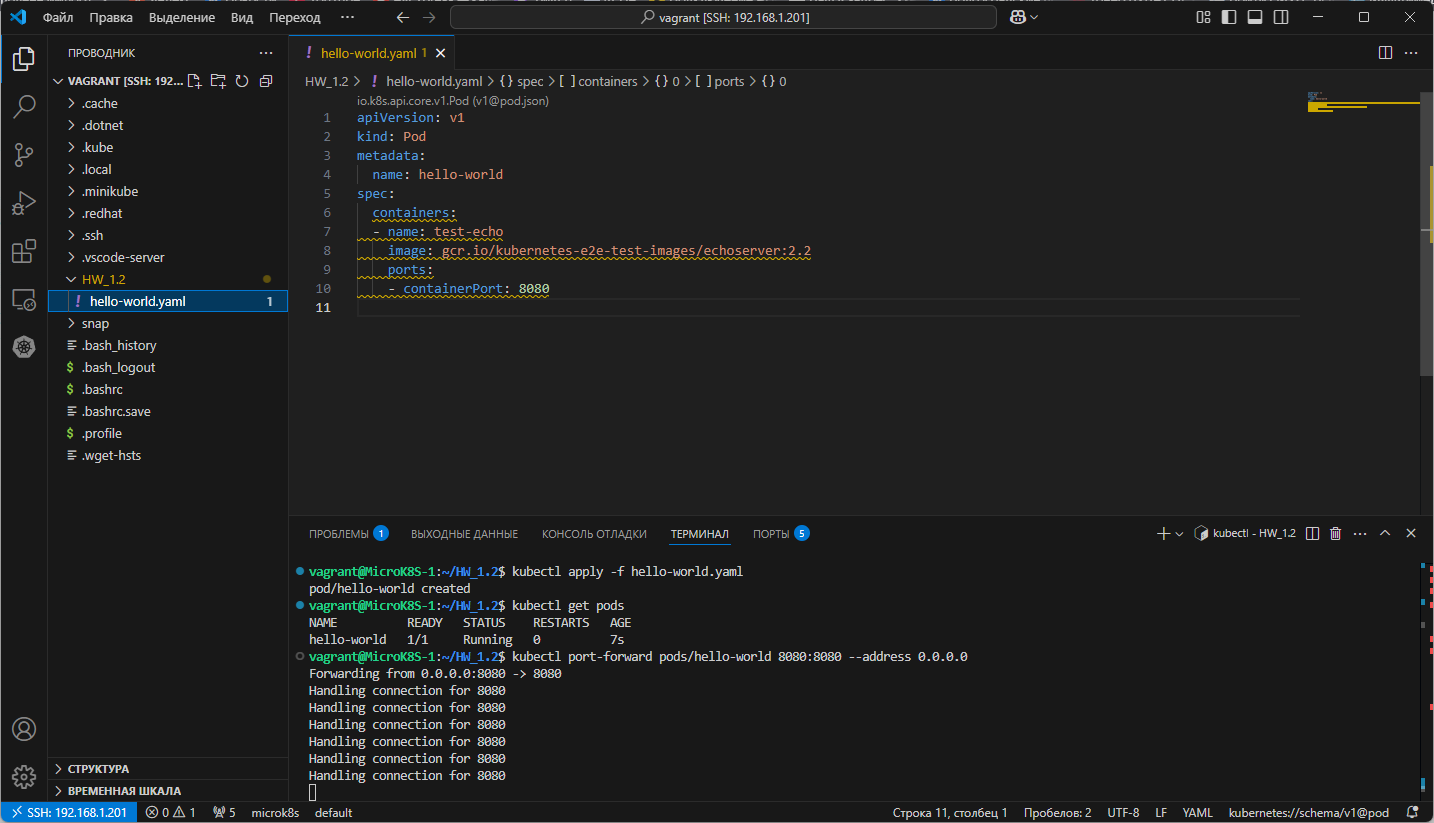 Файл Правка Выделение Вид Переход ··· vagrant [SSH: 192.168.1.201]
ПРОВОДНИК
VAGRANT [SSH: 192...
.cache
.dotnet
.kube
.local
.minikube
.redhat
.ssh
.vscode-server
HW_1.2
! hello-world.yaml 1
snap
.bash_history
$ .bash_logout
$ .bashrc
.bashrc.save
$ .profile
.wget-hsts
СТРУКТУРА
ВРЕМЕННАЯ ШКАЛА
! hello-world.yaml 1
HW_1.2 > ! hello-world.yaml > {} spec > [ ] containers > {} 0 > [ ] ports > {} 0
io.k8s.api.core.v1.Pod (v1@pod.json)
1 apiVersion: v1
2 kind: Pod
3 metadata:
4 name: hello-world
5 spec:
6 containers:
7 - name: test-echo
8 image: gcr.io/kubernetes-e2e-test-images/echoserver:2.2
9 ports:
10 - containerPort: 8080
11
ПРОБЛЕМЫ 1 ВЫХОДНЫЕ ДАННЫЕ КОНСОЛЬ ОТЛАДКИ ТЕРМИНАЛ ПОРТЫ 5 kubectl - HW_1.2
vagrant@MicroK8S-1:~/HW_1.2$ kubectl apply -f hello-world.yaml
pod/hello-world created
vagrant@MicroK8S-1:~/HW_1.2$ kubectl get pods
NAME READY STATUS RESTARTS AGE
hello-world 1/1 Running 0 7s
vagrant@MicroK8S-1:~/HW_1.2$ kubectl port-forward pods/hello-world 8080:8080 --address 0.0.0.0
Forwarding from 0.0.0.0:8080 -> 8080
Handling connection for 8080
Handling connection for 8080
Handling connection for 8080
Handling connection for 8080
Handling connection for 8080
Handling connection for 8080
SSH: 192.168.1.201 0 1 5 microk8s default Строка 11, столбец 1 Пробелов: 2 UTF-8 LF YAML kubernetes://schema/v1@pod